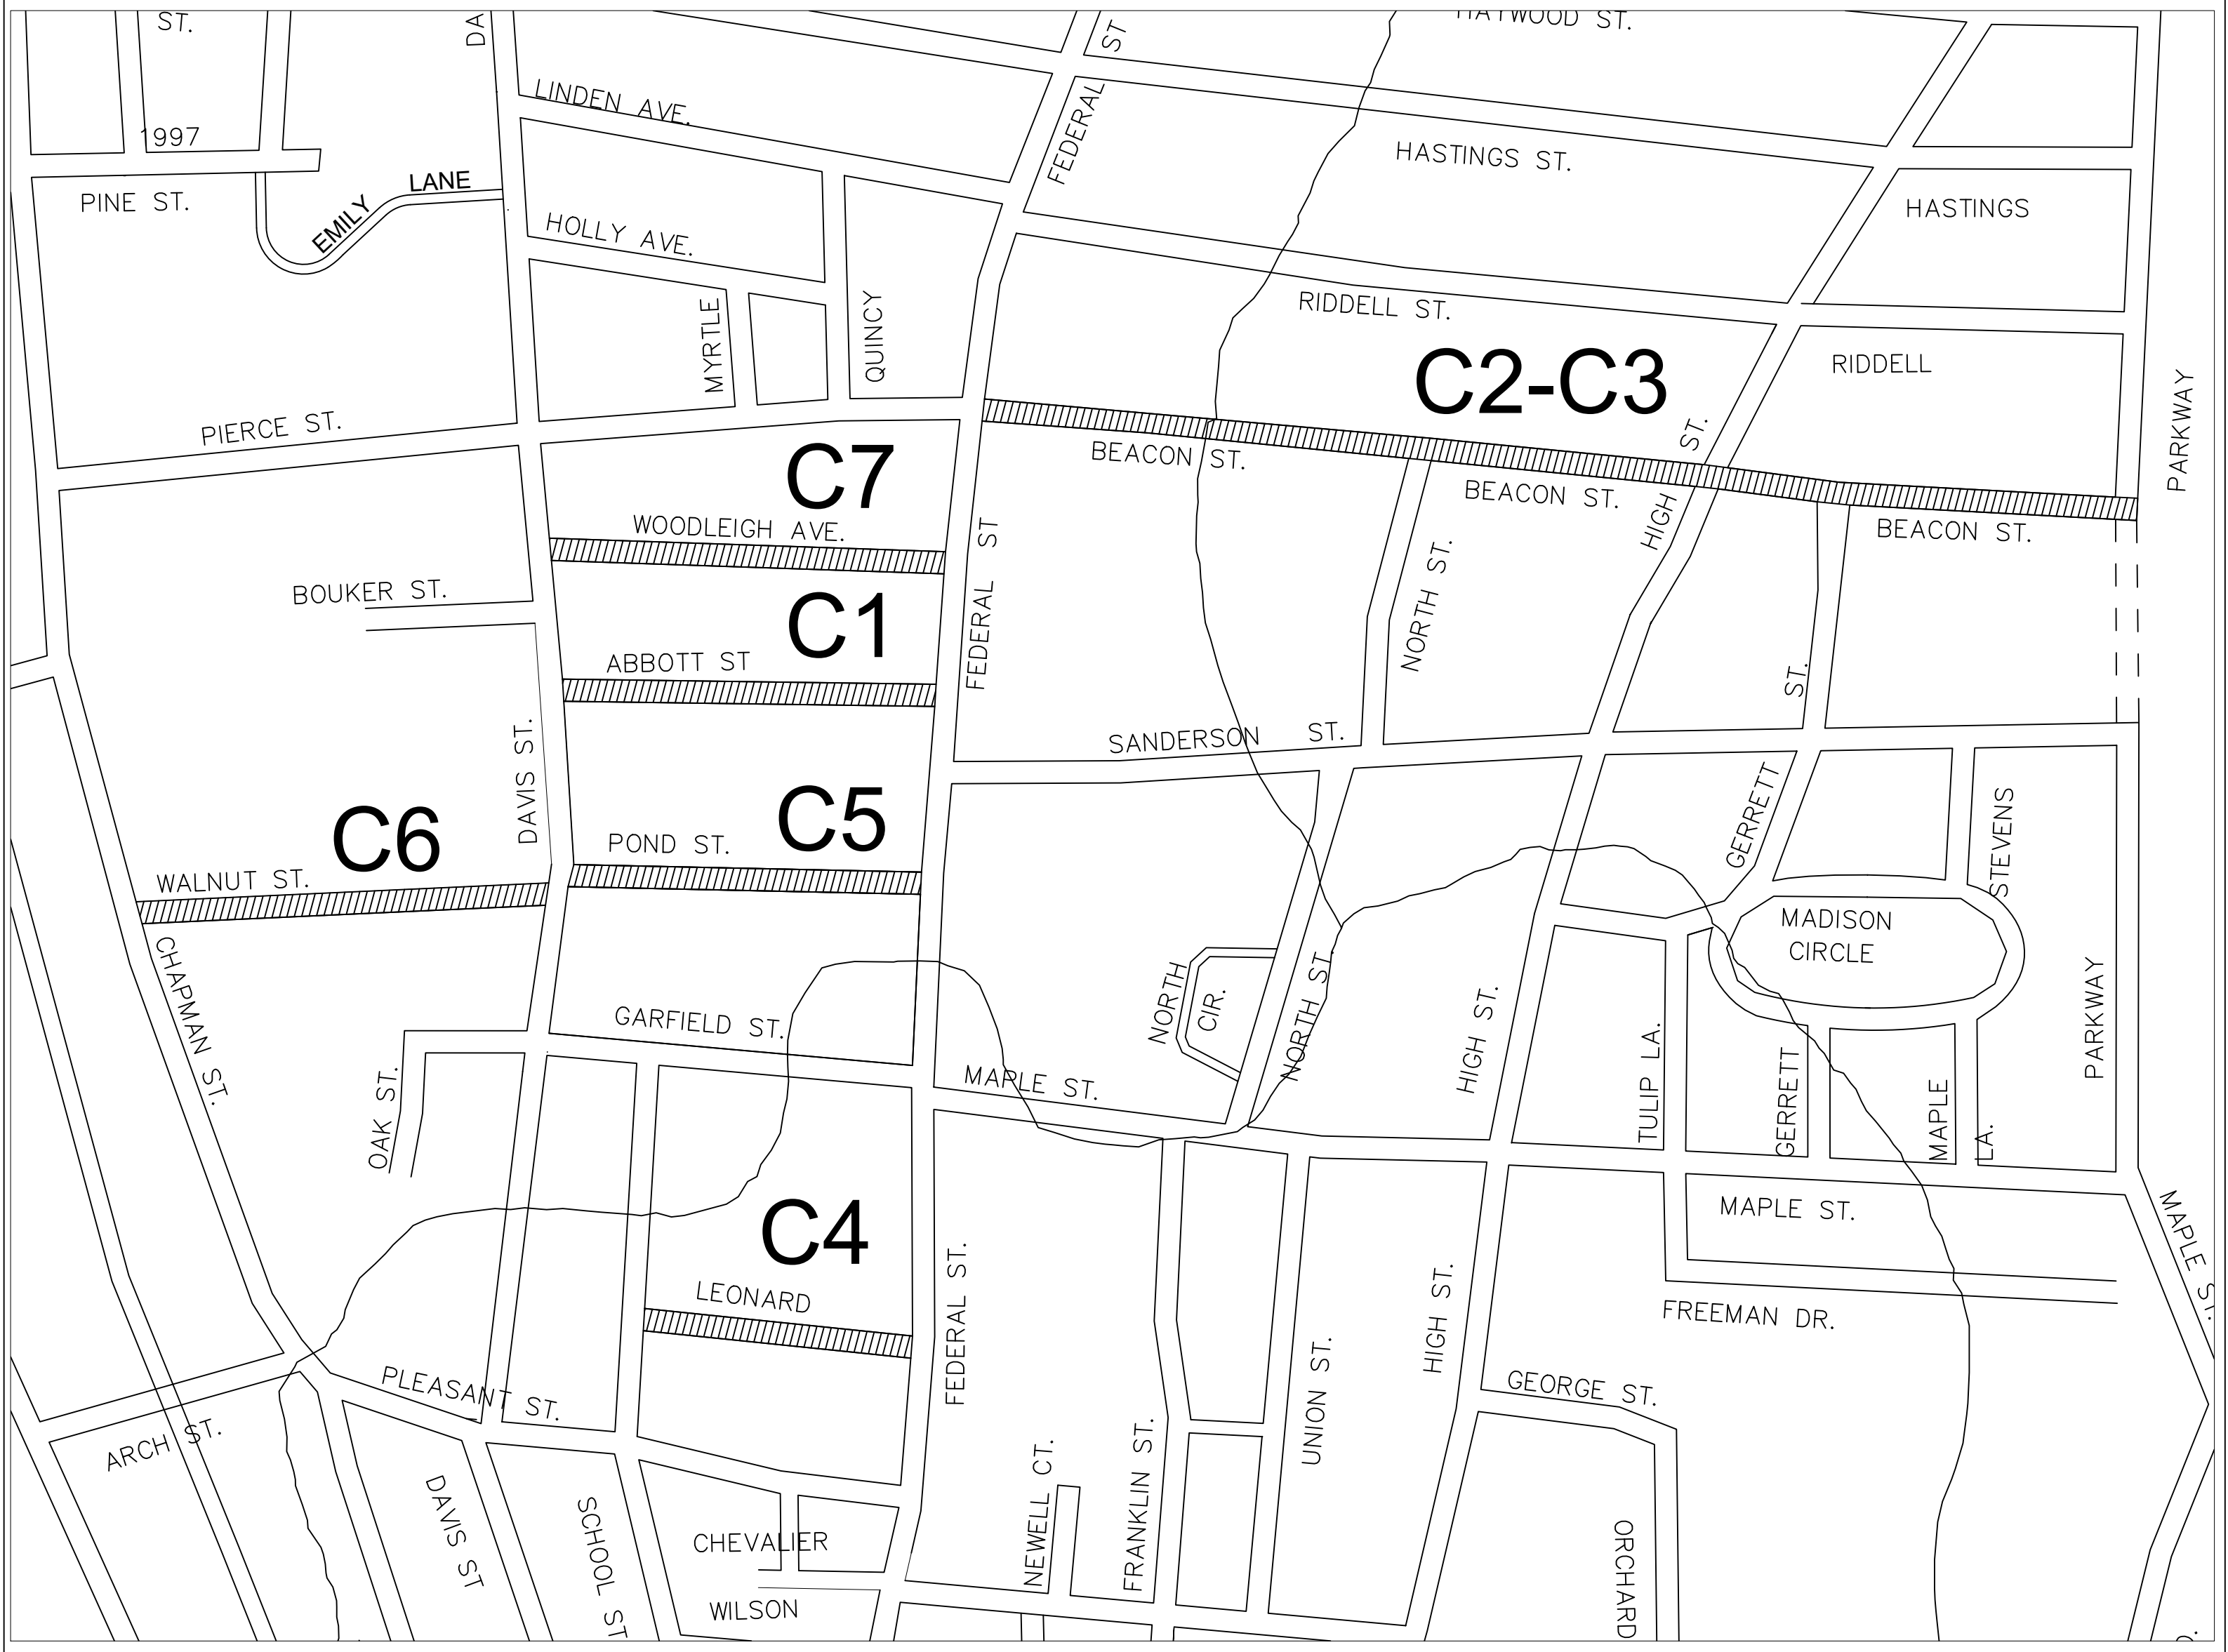 ST.
DA
ST
HAYWOOD ST.
LINDEN AVE.
1997
FEDERAL
HASTINGS ST.
PINE ST.
EMILY LANE
HASTINGS
HOLLY AVE.
MYRTLE
QUINCY
RIDDELL ST.
RIDDELL
C2-C3
PARKWAY
PIERCE ST.
ST.
C7
BEACON ST.
BEACON ST.
BEACON ST.
WOODLEIGH AVE.
FEDERAL ST
HIGH
BOUKER ST.
C1
NORTH ST.
ABBOTT ST
ST.
DAVIS ST.
SANDERSON ST.
C6
C5
POND ST.
GERRETT
STEVENS
WALNUT ST.
MADISON
CIRCLE
CHAPMAN ST.
NORTH
CIR.
NORTH ST.
HIGH ST.
PARKWAY
GARFIELD ST.
OAK ST.
MAPLE ST.
TULIP LA.
GERRETT
MAPLE
LA.
C4
LEONARD
FEDERAL ST.
MAPLE ST.
MAPLE ST.
HIGH ST.
FREEMAN DR.
PLEASANT ST.
ARCH ST.
UNION ST.
GEORGE ST.
DAVIS ST
SCHOOL ST
CHEVALIER
NEWELL CT.
FRANKLIN ST.
ORCHARD
WILSON